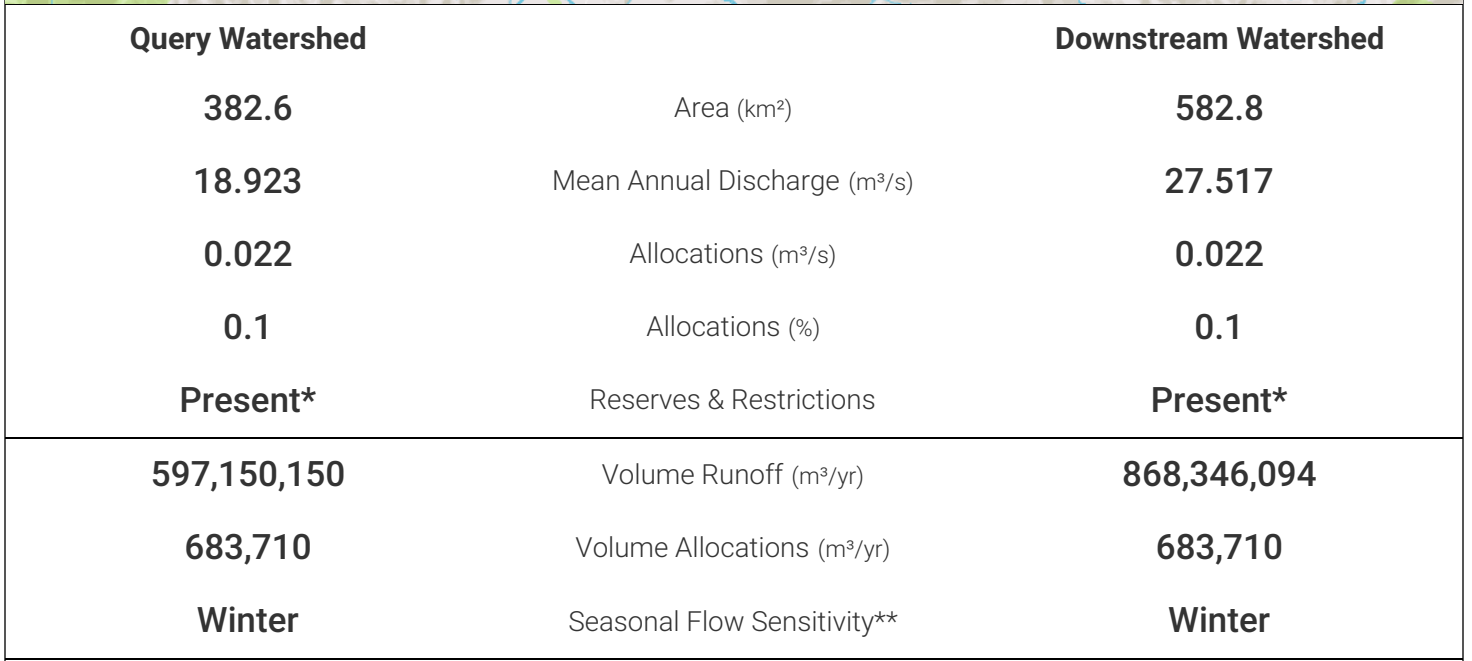 Query Watershed Downstream Watershed
382.6 Area (km²) 582.8
18.923 Mean Annual Discharge (m³/s) 27.517
0.022 Allocations (m³/s) 0.022
0.1 Allocations (%) 0.1
Present* Reserves & Restrictions Present*
597,150,150 Volume Runoff (m³/yr) 868,346,094
683,710 Volume Allocations (m³/yr) 683,710
Winter Seasonal Flow Sensitivity** Winter